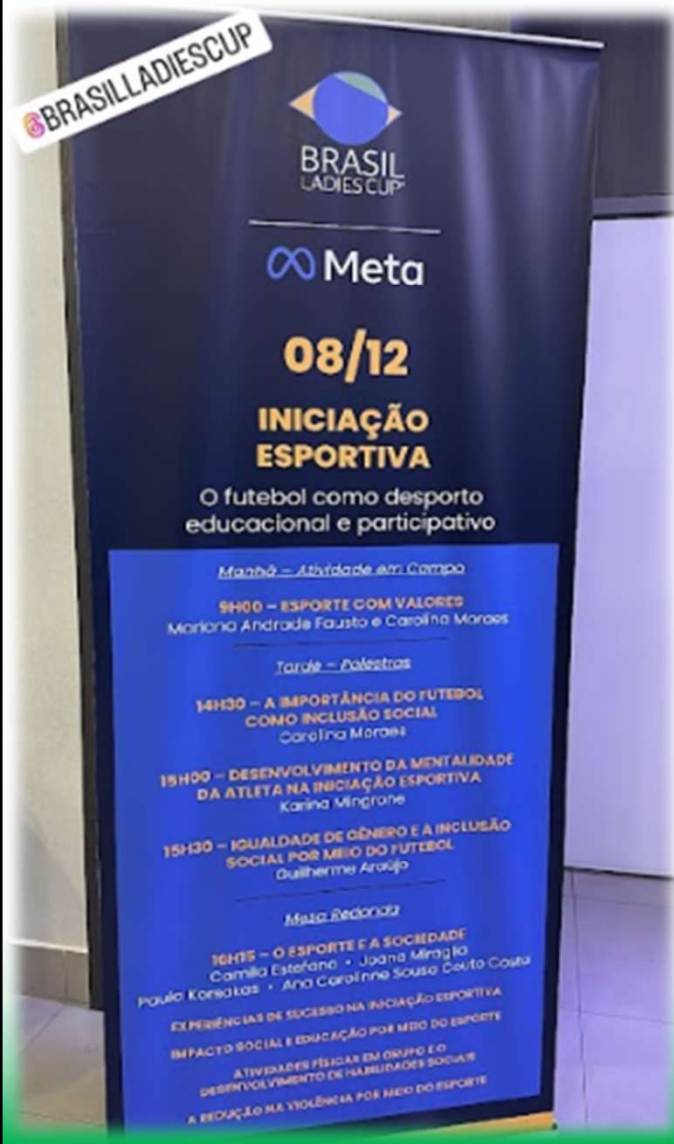 @BRASILLADIESCUP
BRASIL
LADIES CUP
Meta
08/12
INICIAÇÃO
ESPORTIVA
O futebol como desporto
educacional e participativo
Manhã – Atividade em Campo
9H00 – ESPORTE COM VALORES
Mariana Andrade Fausto e Carolina Moraes
Tarde – Palestras
14H30 – A IMPORTÂNCIA DO FUTEBOL
COMO INCLUSÃO SOCIAL
Carolina Moraes
15H00 – DESENVOLVIMENTO DA MENTALIDADE
DA ATLETA NA INICIAÇÃO ESPORTIVA
Karina Mingrone
15H30 – IGUALDADE DE GÊNERO E A INCLUSÃO
SOCIAL POR MEIO DO FUTEBOL
Guilherme Araújo
Mesa Redonda
16H15 – O ESPORTE E A SOCIEDADE
Camila Estefano • Joana Miraglia
Paula Korsakas • Ana Carolinne Sousa Couto Costa
EXPERIÊNCIAS DE SUCESSO NA INICIAÇÃO ESPORTIVA
IMPACTO SOCIAL E EDUCAÇÃO POR MEIO DO ESPORTE
ATIVIDADES FÍSICAS EM GRUPO E O
DESENVOLVIMENTO DE HABILIDADES SOCIAIS
A REDUÇÃO NA VIOLÊNCIA POR MEIO DO ESPORTE